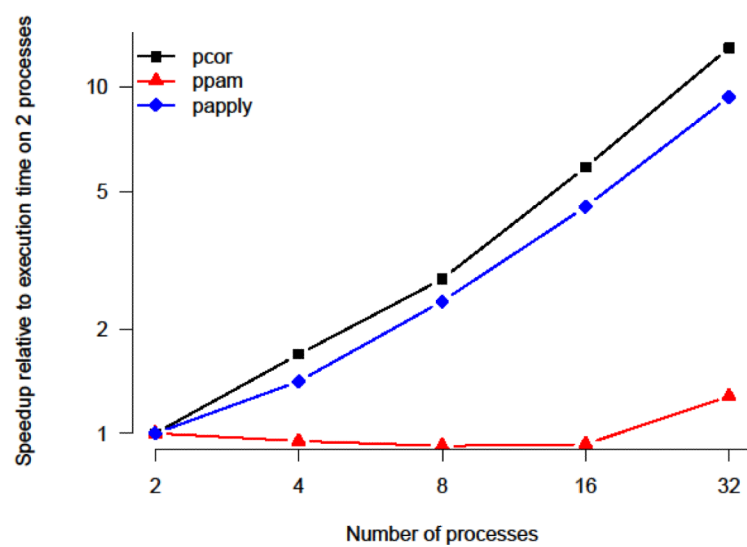 Speedup relative to execution time on 2 processes
pcor
ppam
papply
10
5
2
1
2 4 8 16 32
Number of processes